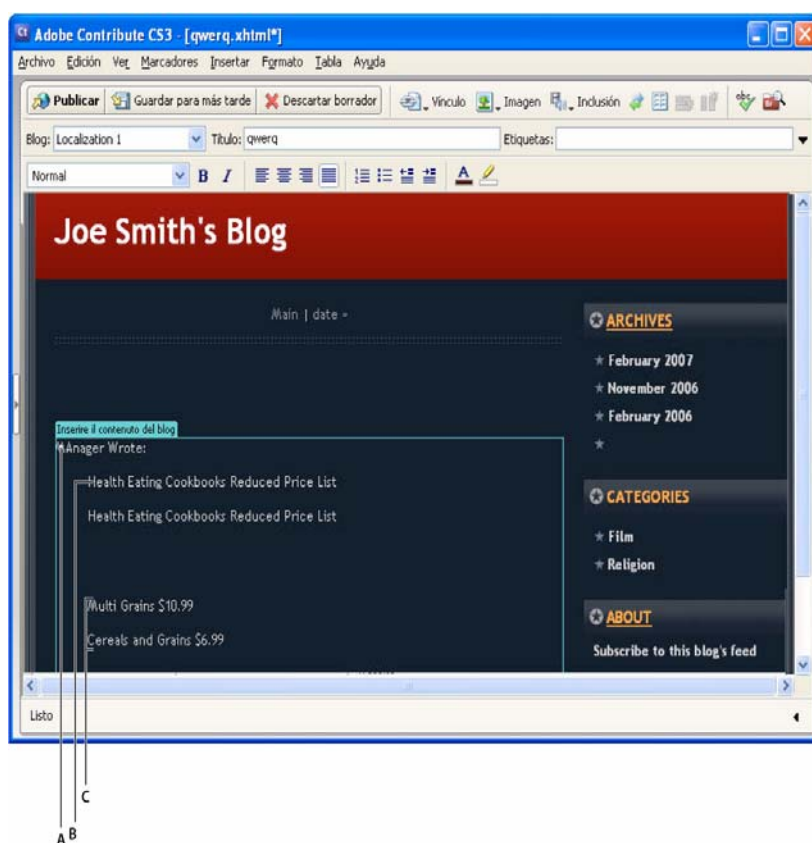 Adobe Contribute CS3 - [qwerq.xhtml*]
Archivo Edición Ver Marcadores Insertar Formato Tabla Ayuda
Publicar Guardar para más tarde Descartar borrador Vínculo Imagen Inclusión
Blog: Localization 1 Título: qwerq Etiquetas:
Normal B I A
Joe Smith's Blog
Main | date »
Inserire il contenuto del blog
MAnager Wrote:
Health Eating Cookbooks Reduced Price List
Health Eating Cookbooks Reduced Price List
Multi Grains $10.99
Cereals and Grains $6.99
ARCHIVES
February 2007
November 2006
February 2006
CATEGORIES
Film
Religion
ABOUT
Subscribe to this blog's feed
Listo
C
A B